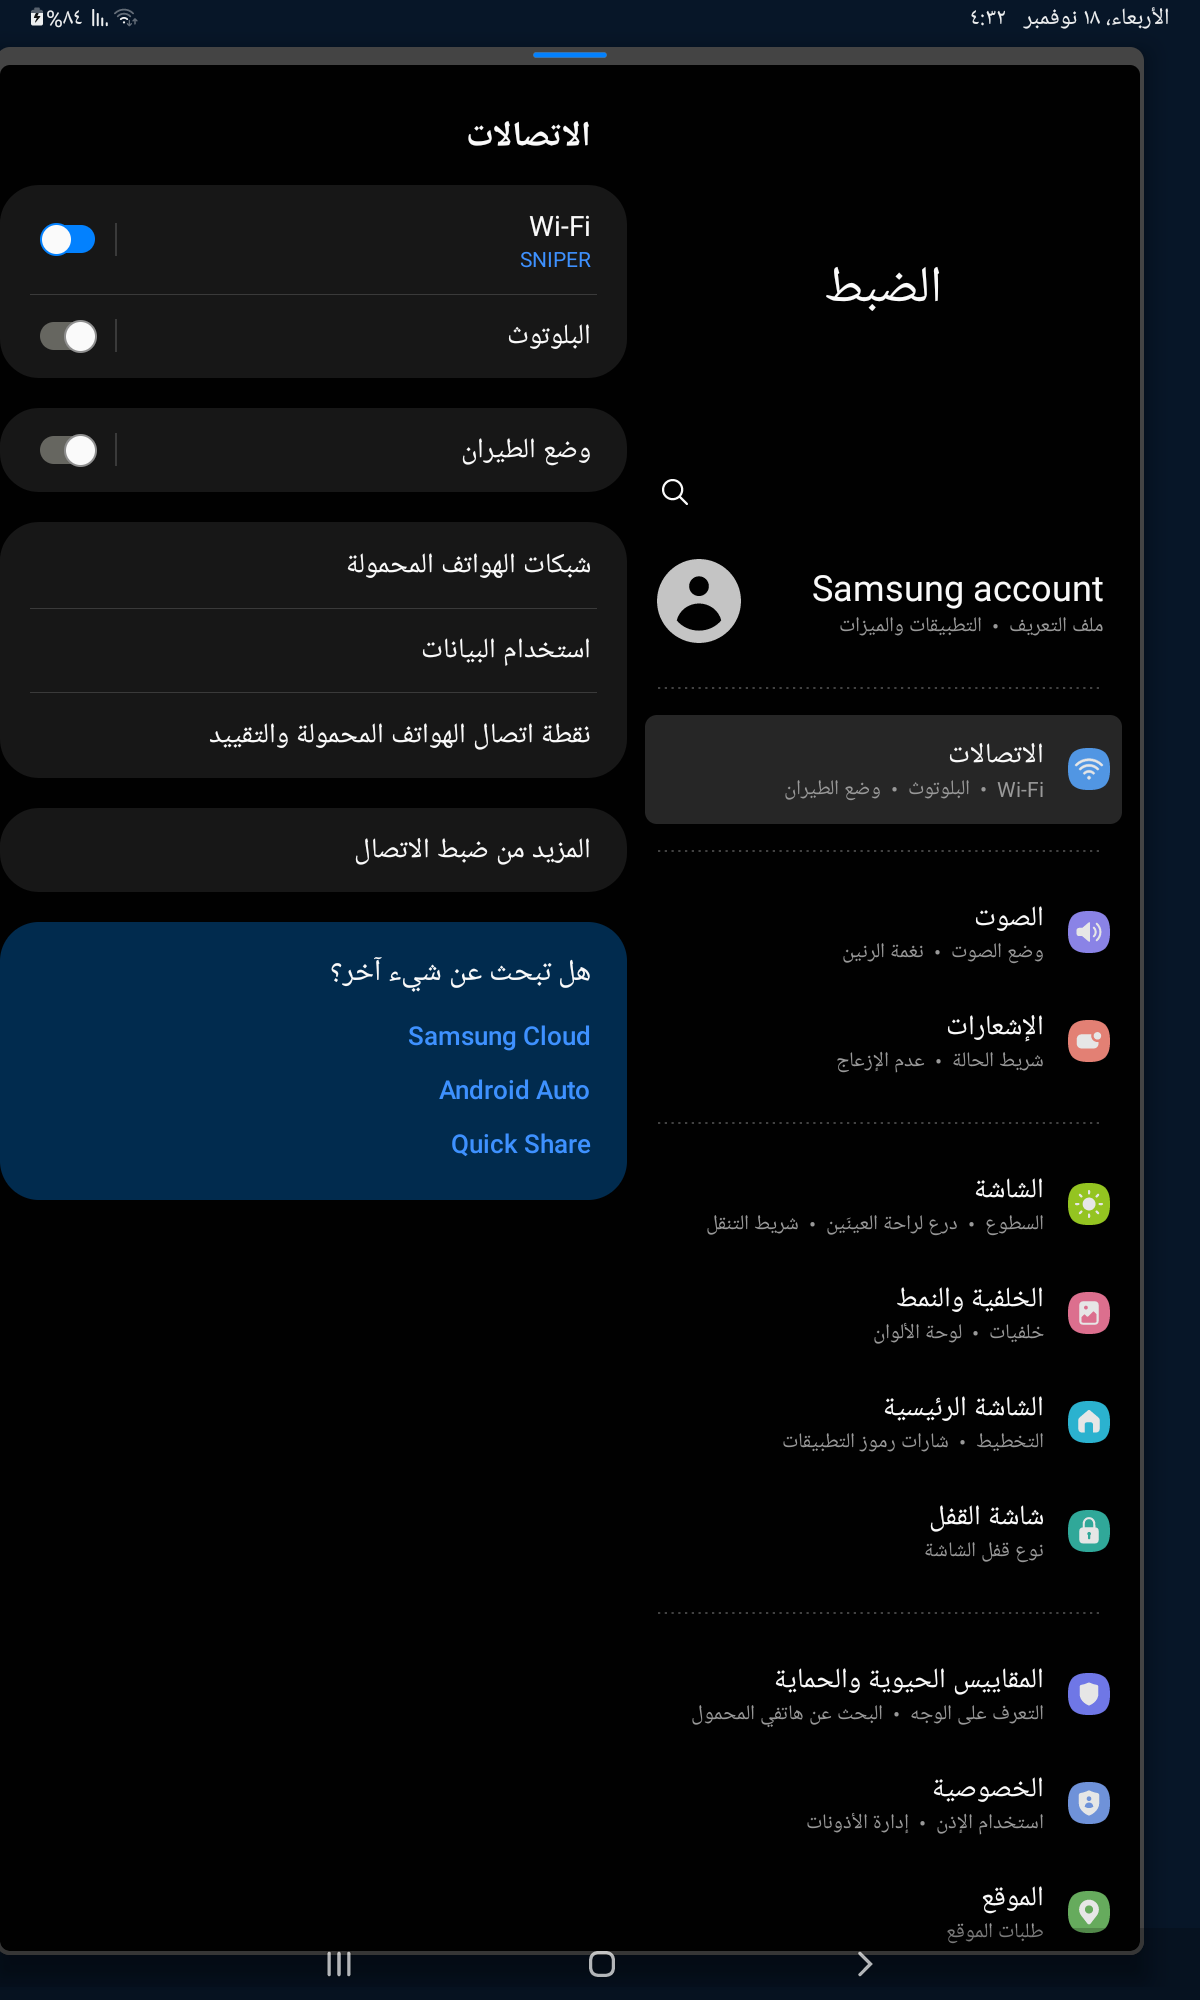 الأربعاء، ١٨ نوفمبر ٤:٣٢
٨٤%
الضبط
Samsung account
ملف التعريف • التطبيقات والميزات
الاتصالات
Wi-Fi • البلوتوث • وضع الطيران
الصوت
وضع الصوت • نغمة الرنين
الإشعارات
شريط الحالة • عدم الإزعاج
الشاشة
السطوع • درع لراحة العينَين • شريط التنقل
الخلفية والنمط
خلفيات • لوحة الألوان
الشاشة الرئيسية
التخطيط • شارات رموز التطبيقات
شاشة القفل
نوع قفل الشاشة
المقاييس الحيوية والحماية
التعرف على الوجه • البحث عن هاتفي المحمول
الخصوصية
استخدام الإذن • إدارة الأذونات
الموقع
طلبات الموقع
الاتصالات
Wi-Fi
SNIPER
البلوتوث
وضع الطيران
شبكات الهواتف المحمولة
استخدام البيانات
نقطة اتصال الهواتف المحمولة والتقييد
المزيد من ضبط الاتصال
هل تبحث عن شيء آخر؟
Samsung Cloud
Android Auto
Quick Share